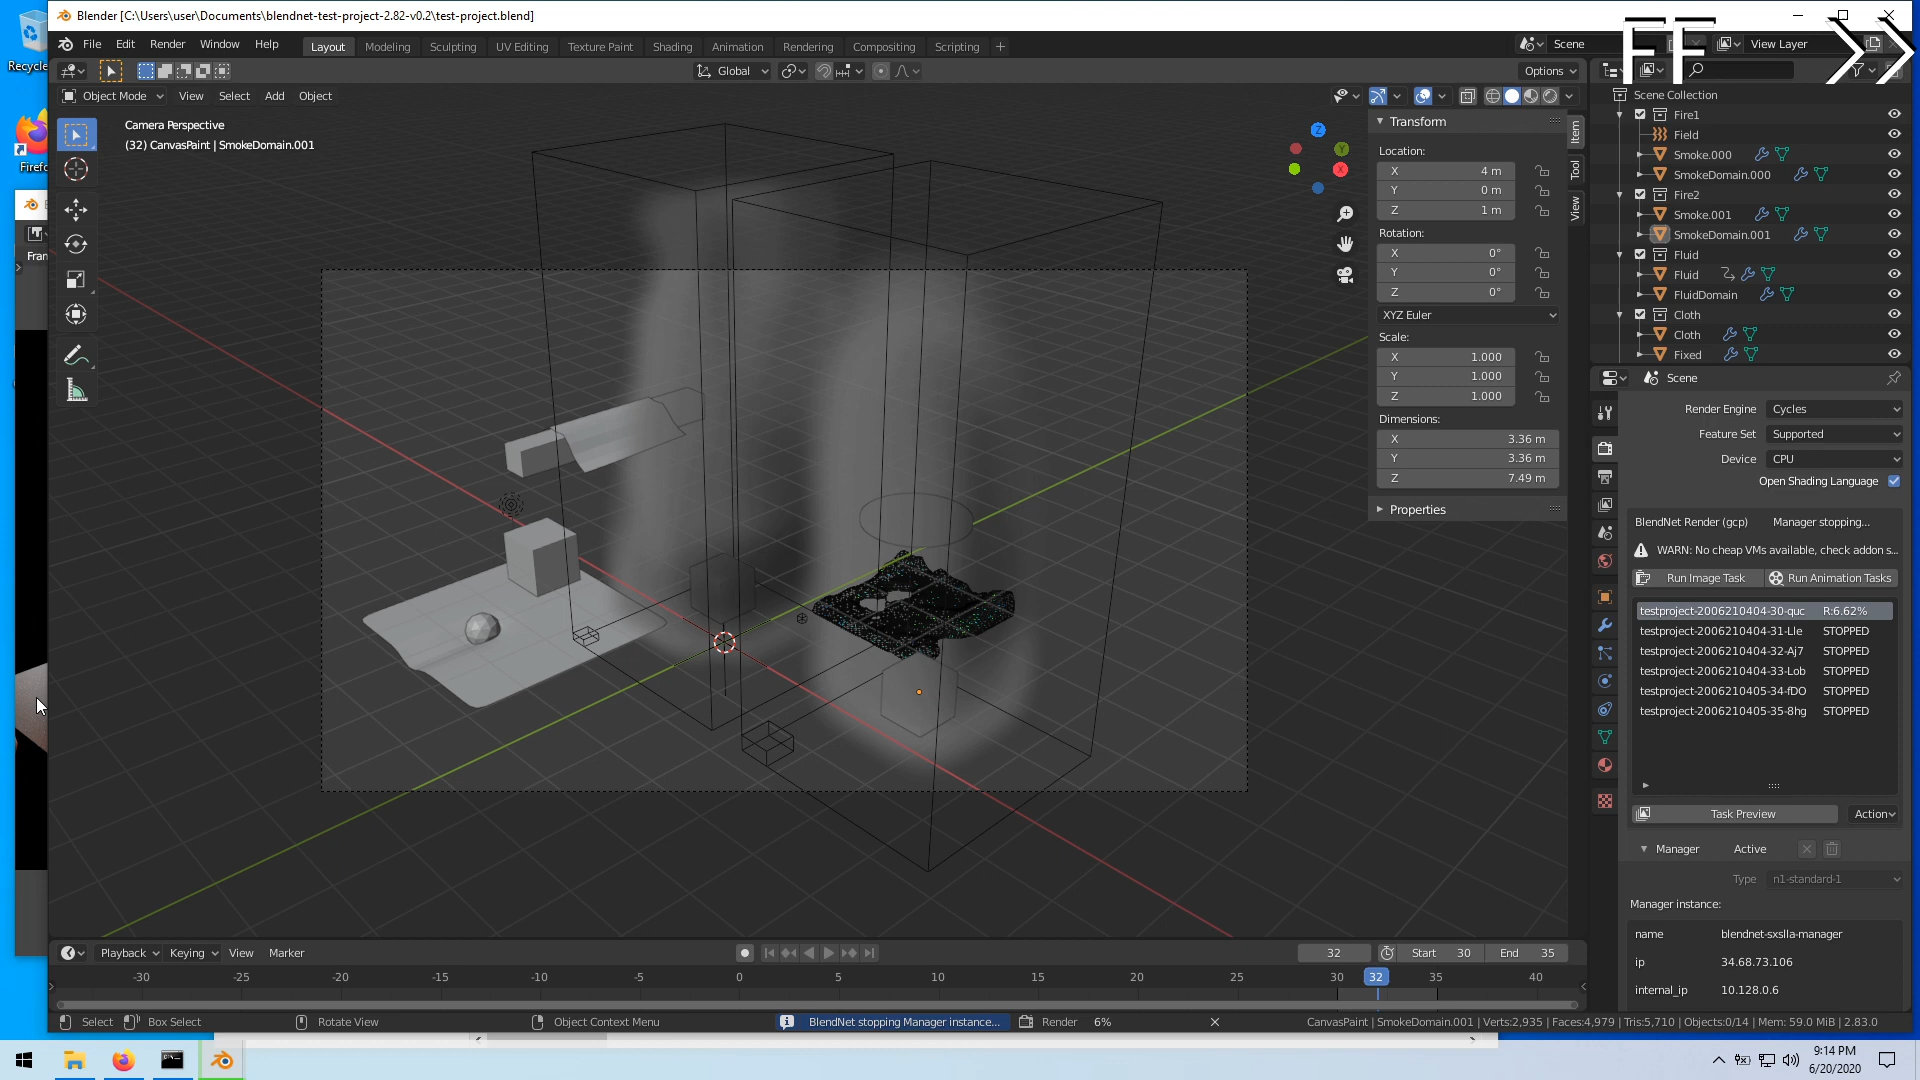 Blender [C:\Users\user\Documents\blendnet-test-project-2.82-v0.2\test-project.blend]
File Edit Render Window Help Layout Modeling Sculpting UV Editing Texture Paint Shading Animation Rendering Compositing Scripting + Scene View Layer
FF
Global Options
Object Mode View Select Add Object
Recycle
Firefo
Fran
Camera Perspective
(32) CanvasPaint | SmokeDomain.001
Z
Y
X
Transform
Location:
X 4 m
Y 0 m
Z 1 m
Rotation:
X 0°
Y 0°
Z 0°
XYZ Euler
Scale:
X 1.000
Y 1.000
Z 1.000
Dimensions:
X 3.36 m
Y 3.36 m
Z 7.49 m
Properties
Item
Tool
View
Scene Collection
Fire1
Field
Smoke.000
SmokeDomain.000
Fire2
Smoke.001
SmokeDomain.001
Fluid
Fluid
FluidDomain
Cloth
Cloth
Fixed
Scene
Render Engine Cycles
Feature Set Supported
Device CPU
Open Shading Language
BlendNet Render (gcp) Manager stopping...
WARN: No cheap VMs available, check addon s...
Run Image Task Run Animation Tasks
testproject-2006210404-30-quc R:6.62%
testproject-2006210404-31-Lle STOPPED
testproject-2006210404-32-Aj7 STOPPED
testproject-2006210404-33-Lob STOPPED
testproject-2006210405-34-fDO STOPPED
testproject-2006210405-35-8hg STOPPED
Task Preview Action
Manager Active
Type n1-standard-1
Manager instance:
name blendnet-sxslla-manager
ip 34.68.73.106
internal_ip 10.128.0.6
Playback Keying View Marker 32 Start 30 End 35
-30 -25 -20 -15 -10 -5 0 5 10 15 20 25 30 32 35 40
Select Box Select Rotate View Object Context Menu BlendNet stopping Manager instance... Render 6% CanvasPaint | SmokeDomain.001 | Verts:2,935 | Faces:4,979 | Tris:5,710 | Objects:0/14 | Mem: 59.0 MiB | 2.83.0
9:14 PM
6/20/2020